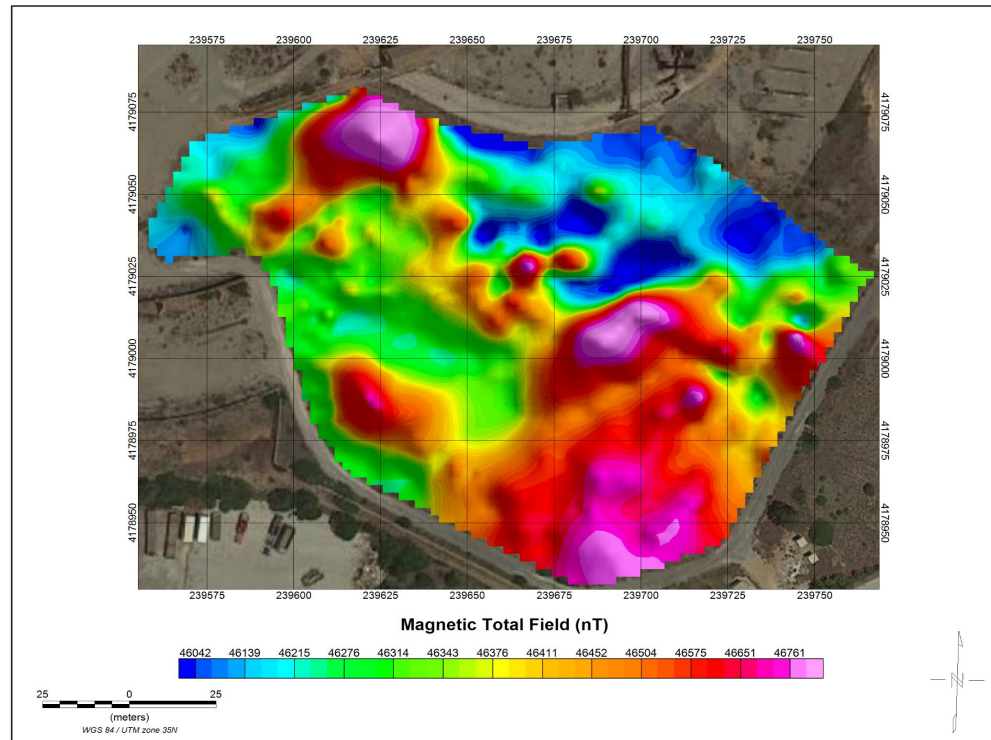 239575 239600 239625 239650 239675 239700 239725 239750
4179075 4179075
4179050 4179050
4179025 4179025
4179000 4179000
4178975 4178975
4178950 4178950
239575 239600 239625 239650 239675 239700 239725 239750
Magnetic Total Field (nT)
46042 46139 46215 46276 46314 46343 46376 46411 46452 46504 46575 46651 46761
25 0 25
(meters)
WGS 84 / UTM zone 35N
N